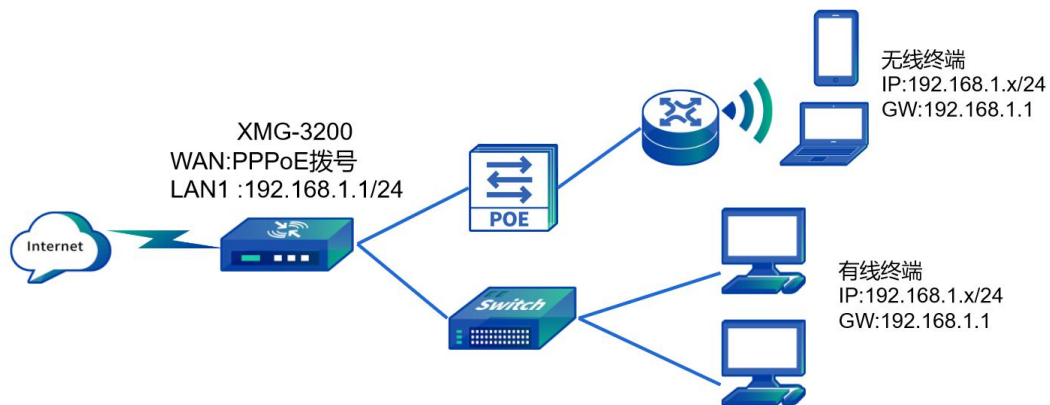 XMG-3200
WAN:PPPoE拨号
LAN1 :192.168.1.1/24
Internet
POE
Switch
无线终端
IP:192.168.1.x/24
GW:192.168.1.1
有线终端
IP:192.168.1.x/24
GW:192.168.1.1